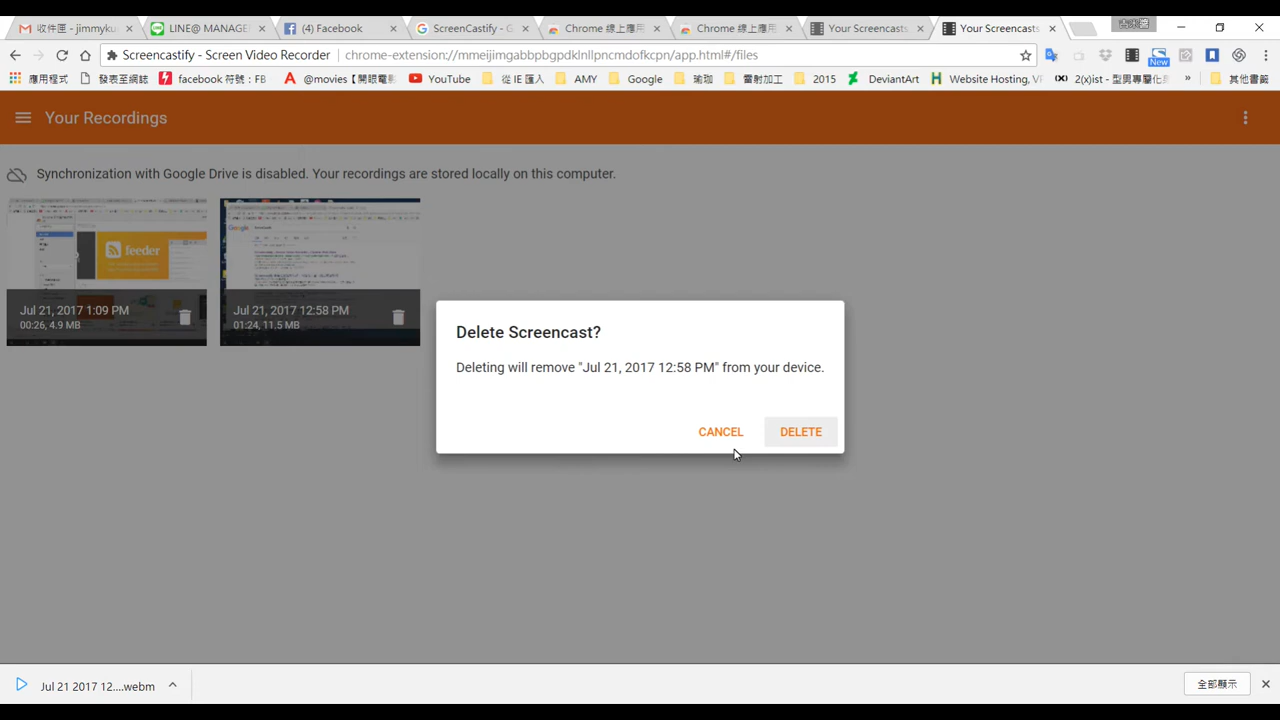 收件匣 - jimmykus
LINE@ MANAGE
(4) Facebook
ScreenCastify - G
Chrome 線上應用
Chrome 線上應用
Your Screencasts
Your Screencasts
吉米龘
Screencastify - Screen Video Recorder
chrome-extension://mmeijimgabbpbgpdklnllpncmdofkcpn/app.html#/files
應用程式
發表至網誌
facebook 符號：FB
@movies【開眼電影
YouTube
從 IE 匯入
AMY
Google
瑜珈
雷射加工
2015
DeviantArt
Website Hosting, VP
2(x)ist - 型男專屬化
New
»
其他書籤
Your Recordings
Synchronization with Google Drive is disabled. Your recordings are stored locally on this computer.
feeder
Google
Jul 21, 2017 1:09 PM
00:26, 4.9 MB
Jul 21, 2017 12:58 PM
01:24, 11,5 MB
Delete Screencast?
Deleting will remove "Jul 21, 2017 12:58 PM" from your device.
CANCEL
DELETE
Jul 21 2017 12....webm
全部顯示